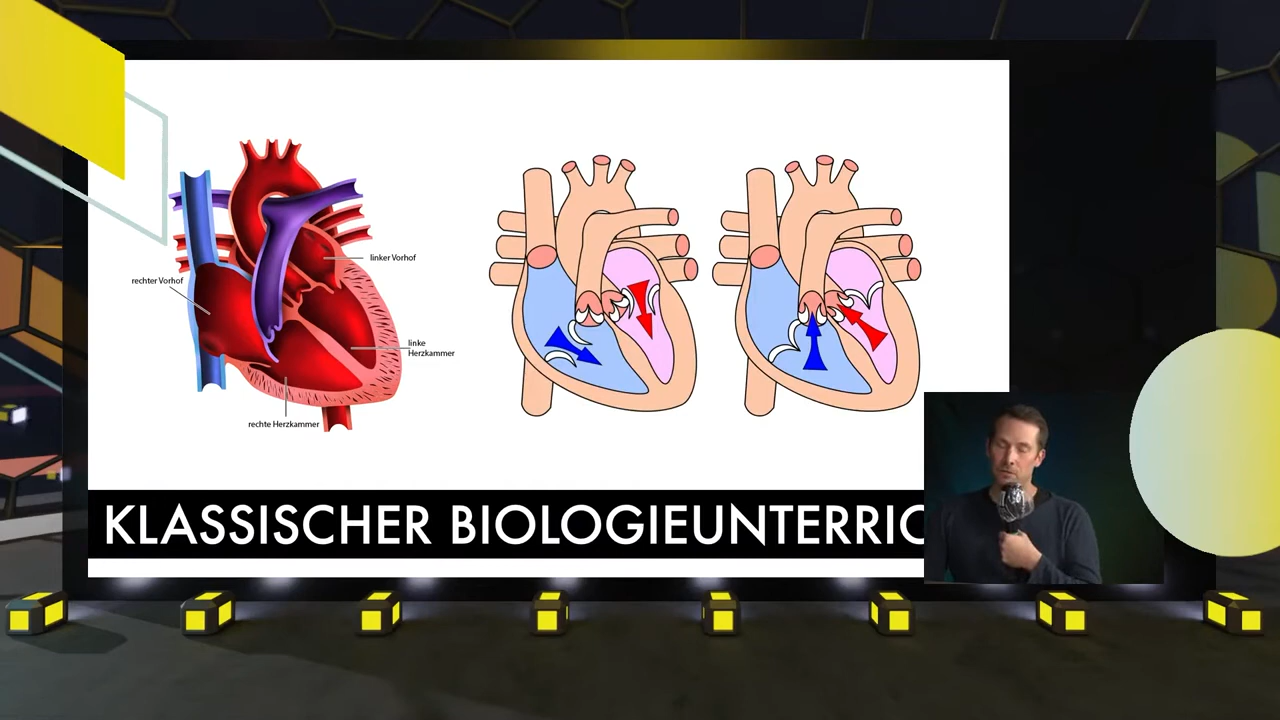 linker Vorhof
rechter Vorhof
linke
Herzkammer
rechte Herzkammer
KLASSISCHER BIOLOGIEUNTERRIC